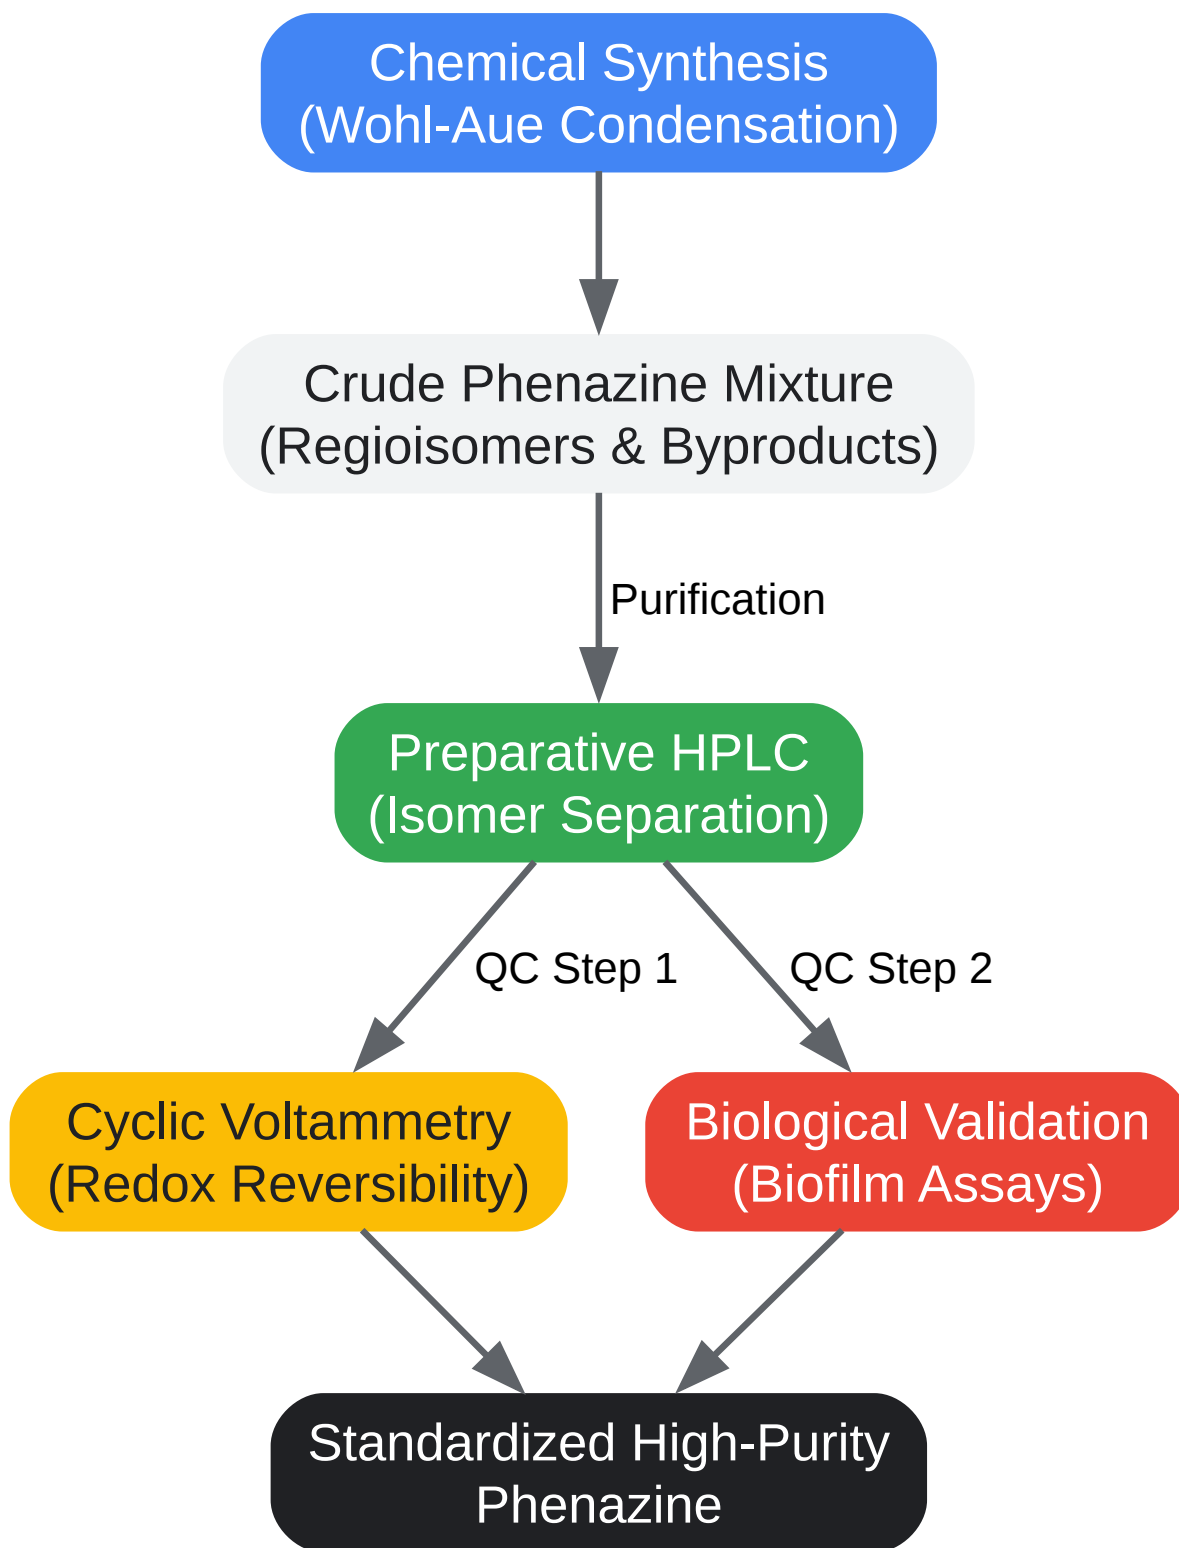 Chemical Synthesis
(Wohl-Aue Condensation)
Crude Phenazine Mixture
(Regioisomers & Byproducts)
Purification
Preparative HPLC
(Isomer Separation)
QC Step 1
QC Step 2
Cyclic Voltammetry
(Redox Reversibility)
Biological Validation
(Biofilm Assays)
Standardized High-Purity
Phenazine